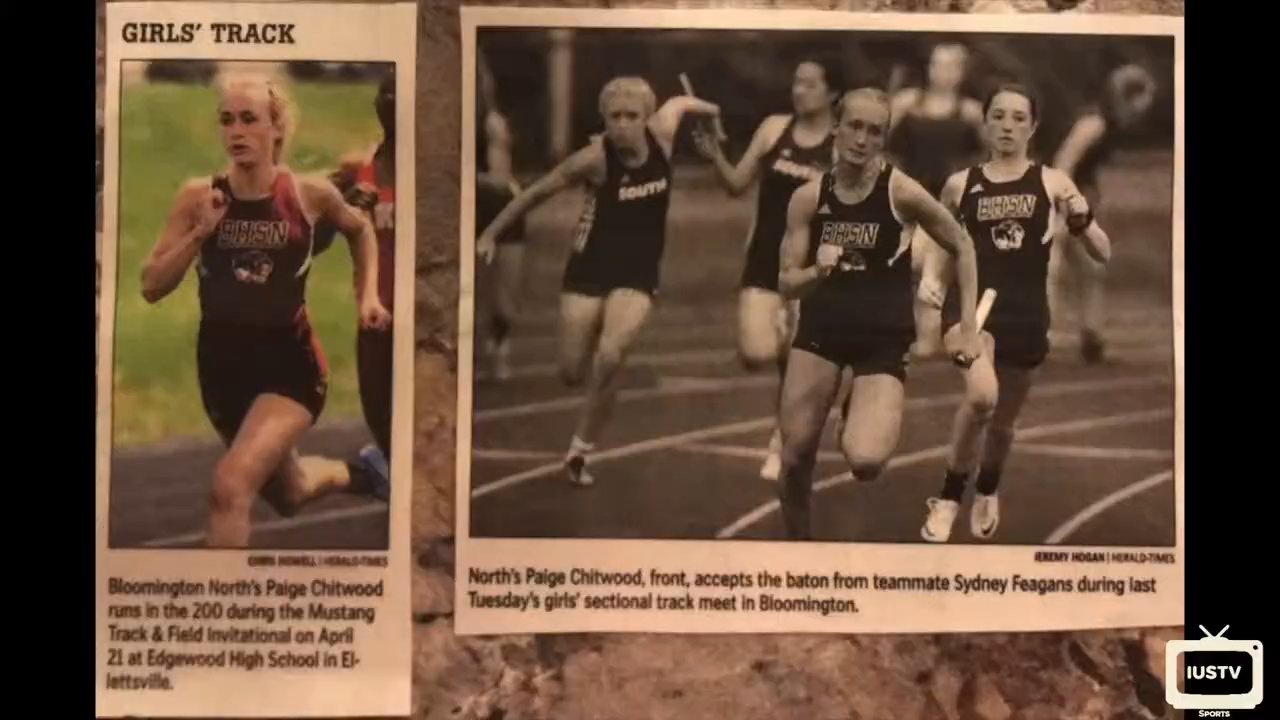 GIRLS' TRACK
BHSN
CHRIS HOWELL | HERALD-TIMES
Bloomington North's Paige Chitwood
runs in the 200 during the Mustang
Track & Field Invitational on April
21 at Edgewood High School in El-
lettsville.
SOUTH
SOUTH
BHSN
BHSN
JEREMY HOGAN | HERALD-TIMES
North's Paige Chitwood, front, accepts the baton from teammate Sydney Feagans during last
Tuesday's girls' sectional track meet in Bloomington.
IUSTV
SPORTS